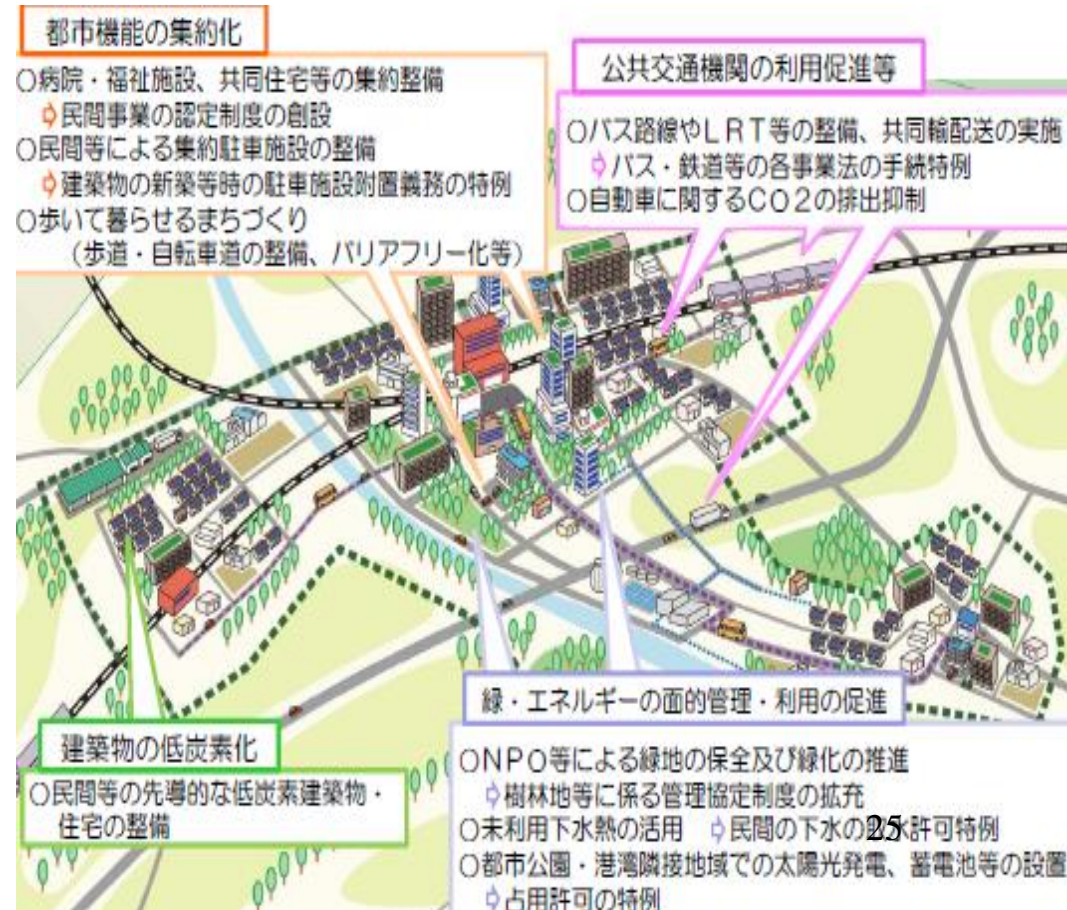 都市機能の集約化
○病院・福祉施設、共同住宅等の集約整備
⇨民間事業の認定制度の創設
○民間等による集約駐車施設の整備
⇨建築物の新築等時の駐車施設附置義務の特例
○歩いて暮らせるまちづくり
（歩道・自転車道の整備、バリアフリー化等）
公共交通機関の利用促進等
○バス路線やLRT等の整備、共同輸配送の実施
⇨バス・鉄道等の各事業法の手続特例
○自動車に関するCO2の排出抑制
建築物の低炭素化
○民間等の先導的な低炭素建築物・
住宅の整備
緑・エネルギーの面的管理・利用の促進
○NPO等による緑地の保全及び緑化の推進
⇨樹林地等に係る管理協定制度の拡充
○未利用下水熱の活用 ⇨民間の下水の 水許可特例
25
○都市公園・港湾隣接地域での太陽光発電、蓄電池等の設置
⇨占用許可の特例